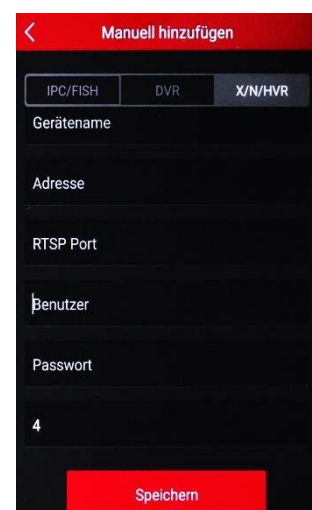 Manuell hinzufügen
IPC/FISH DVR X/N/HVR
Gerätename
Adresse
RTSP Port
Benutzer
Passwort
4
Speichern